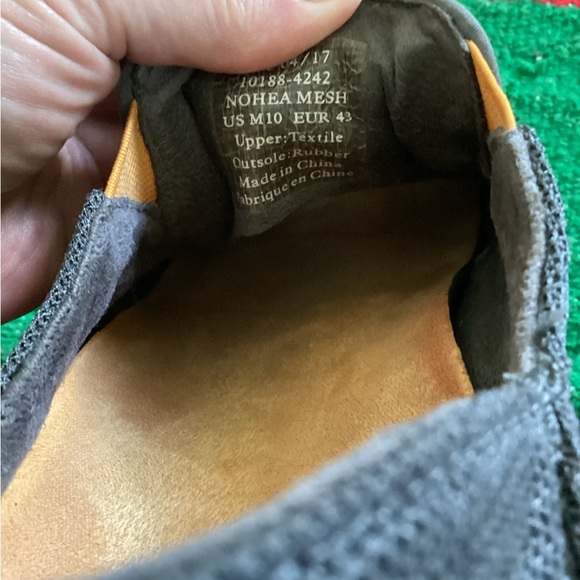 4/17
10188-4242
NOHEA MESH
US M10 EUR 43
Upper:Textile
Outsole:Rubber
Made in China
Fabrique en Chine